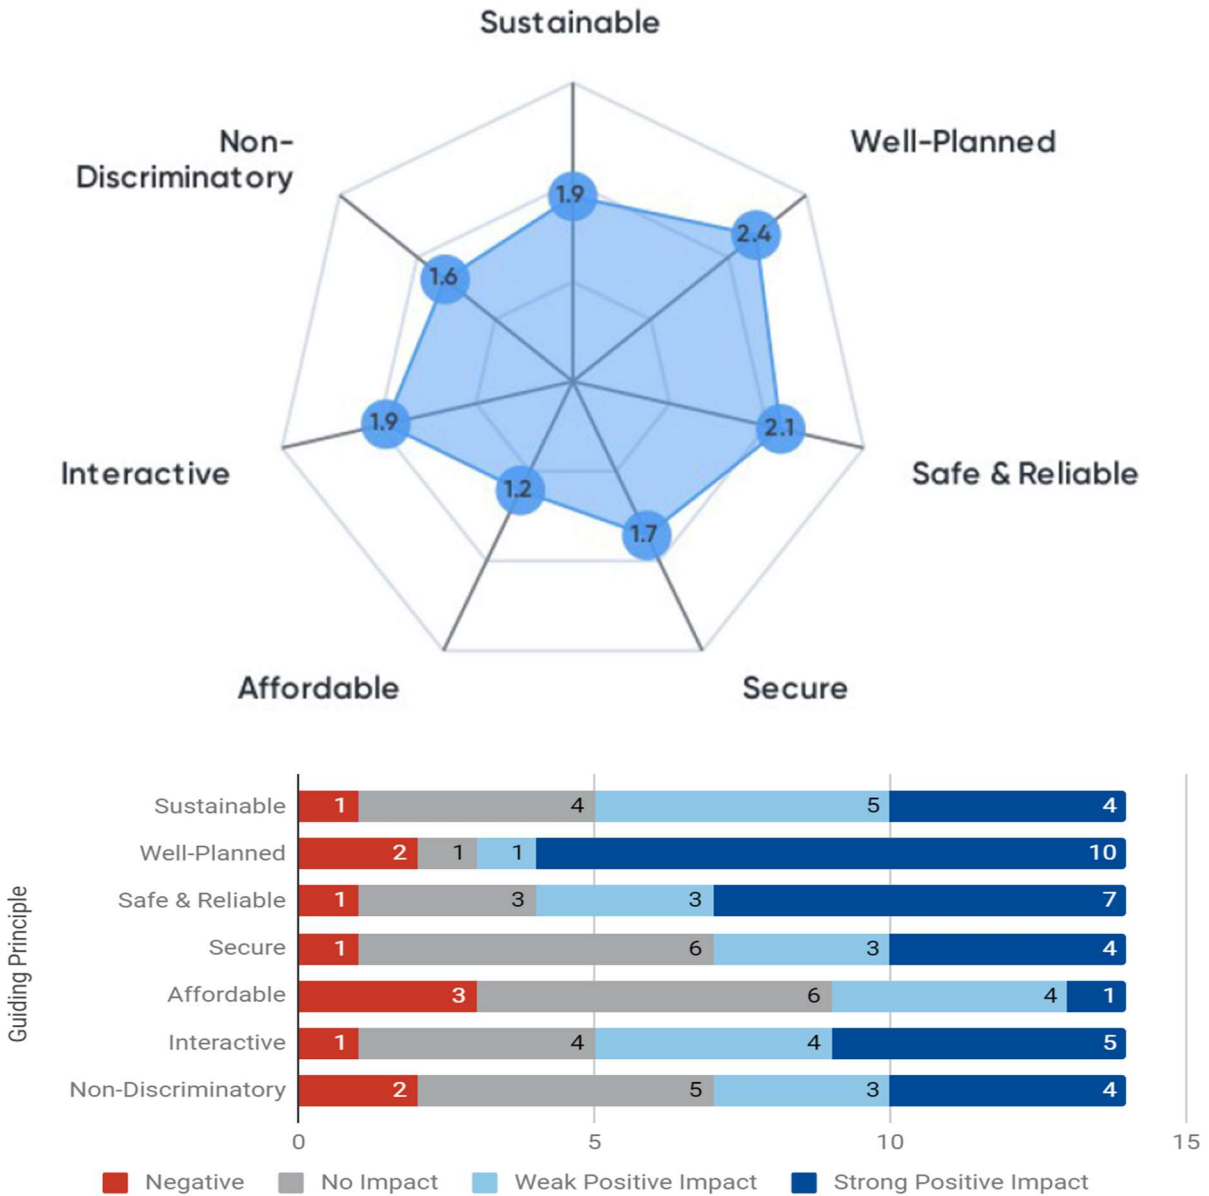 Sustainable
Non-
Discriminatory
Well-Planned
1.9
2.4
1.6
1.9
2.1
1.2
1.7
Interactive
Safe & Reliable
Affordable
Secure
Guiding Principle
Sustainable 1 4 5 4
Well-Planned 2 1 1 10
Safe & Reliable 1 3 3 7
Secure 1 6 3 4
Affordable 3 6 4 1
Interactive 1 4 4 5
Non-Discriminatory 2 5 3 4
0 5 10 15
Negative No Impact Weak Positive Impact Strong Positive Impact